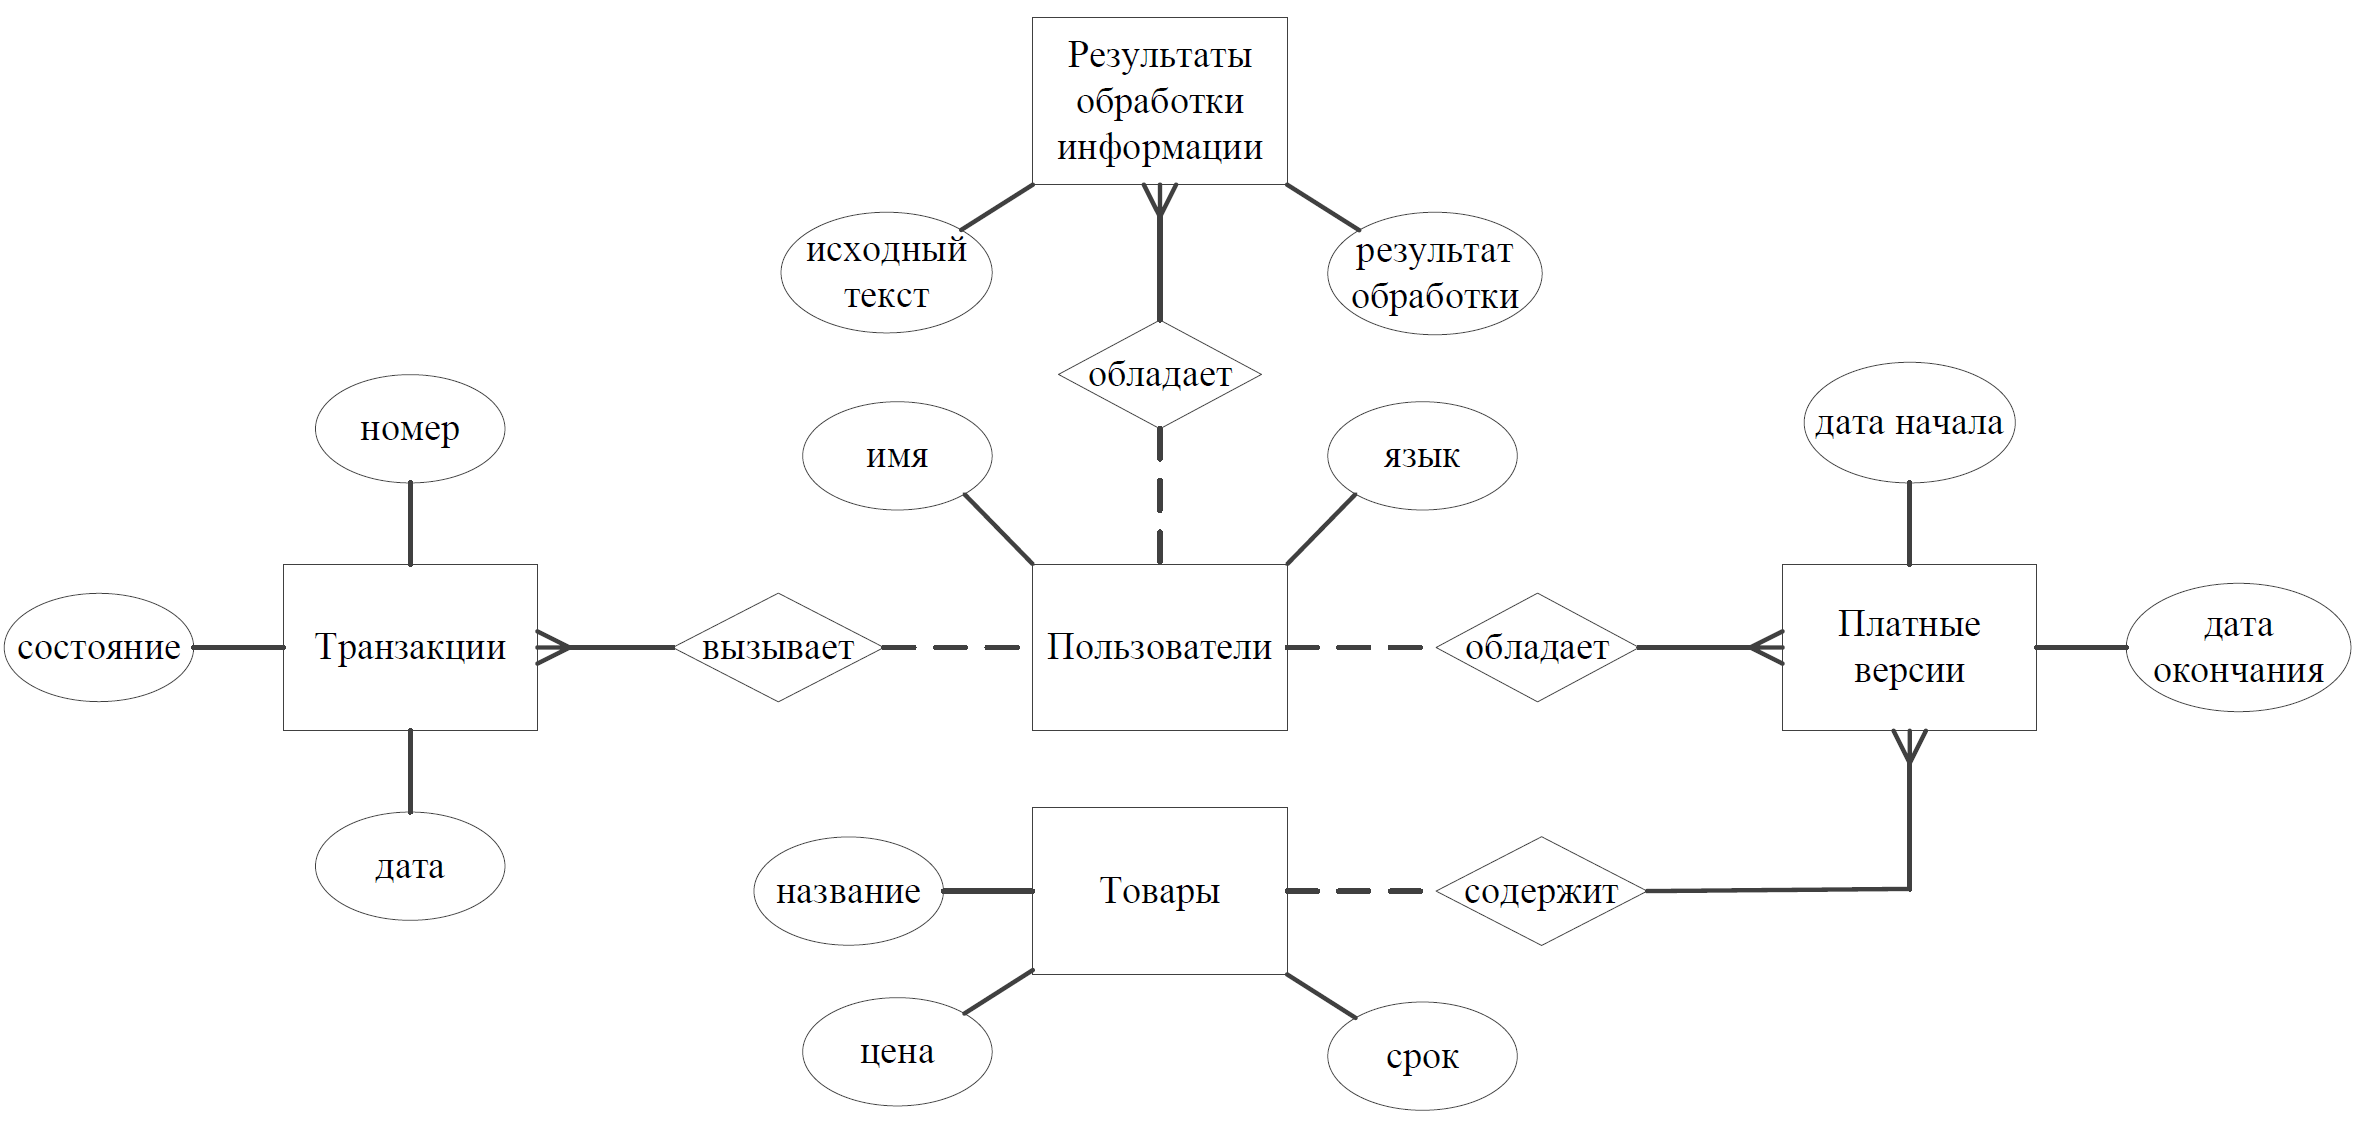 Результаты
обработки
информации
исходный
текст
результат
обработки
обладает
номер
имя
язык
дата начала
состояние
Транзакции
вызывает
Пользователи
обладает
Платные
версии
дата
окончания
дата
название
Товары
содержит
цена
срок